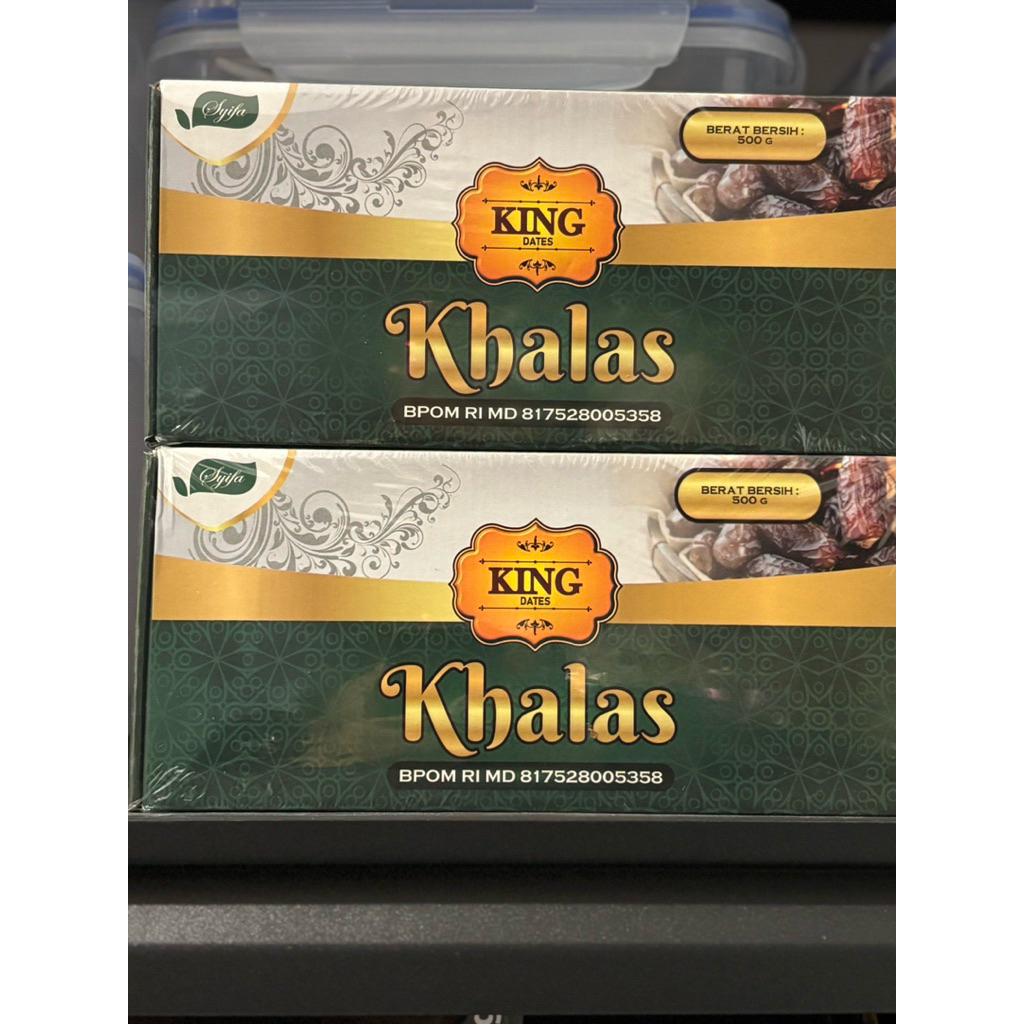 Syifa
BERAT BERSIH :
500 G
KING
DATES
Khalas
BPOM RI MD 817528005358
Syifa
BERAT BERSIH :
500 G
KING
DATES
Khalas
BPOM RI MD 817528005358